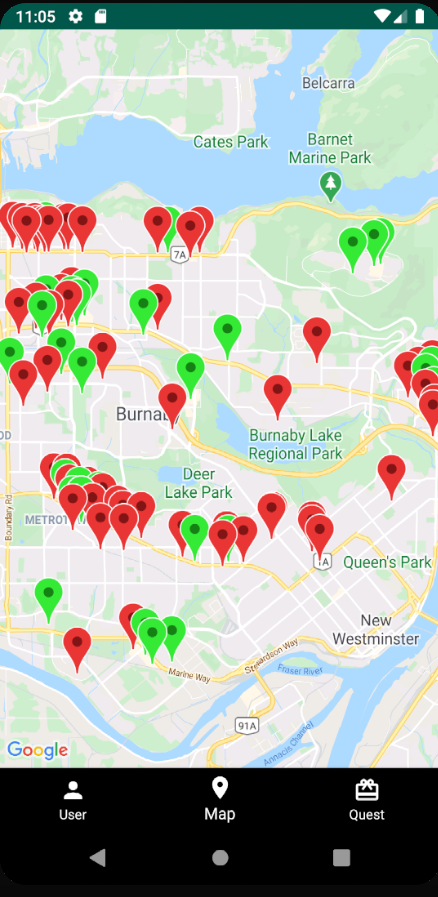 11:05
Belcarra
Cates Park
Barnet
Marine Park
7A
Burnab
Burnaby Lake
Regional Park
Deer
Lake Park
Boundary Rd
METROT
1A
Queen's Park
New
Westminster
Stewardson Way
Marine Way
Fraser River
91A
Annacis Channel
Google
User
Map
Quest